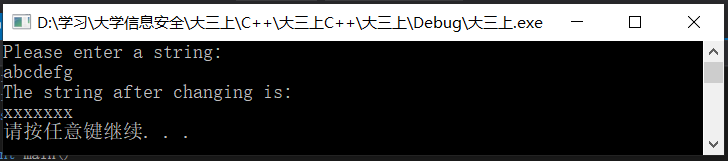 D:\学习\大学信息安全\大三上\C++\大三上C++\大三上\Debug\大三上.exe
Please enter a string:
abcdefg
The string after changing is:
xxxxxxx
请按任意键继续. . .